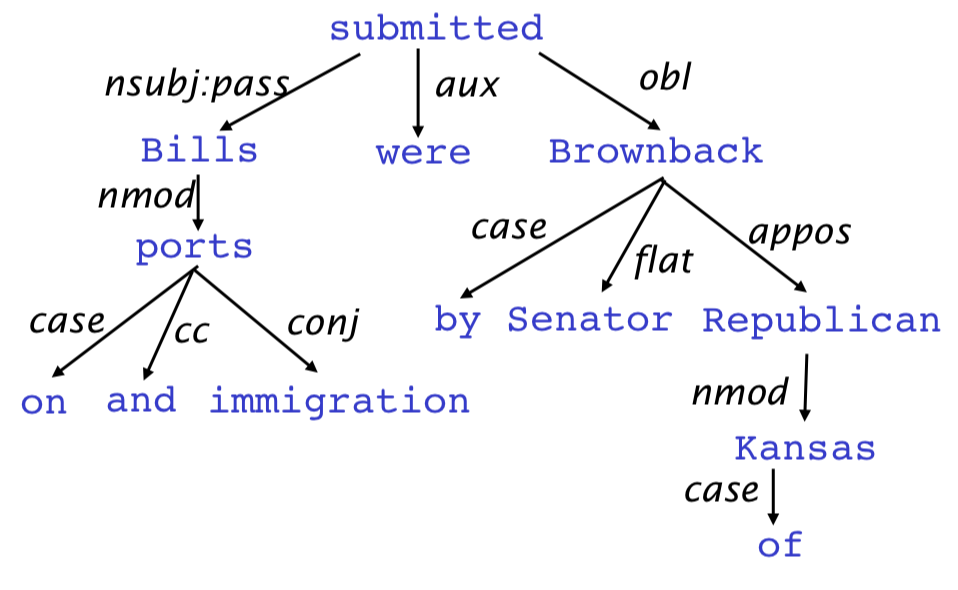 submitted
nsubj:pass aux obl
Bills were Brownback
nmod
ports
case flat appos
case cc conj
by Senator Republican
on and immigration
nmod
Kansas
case
of